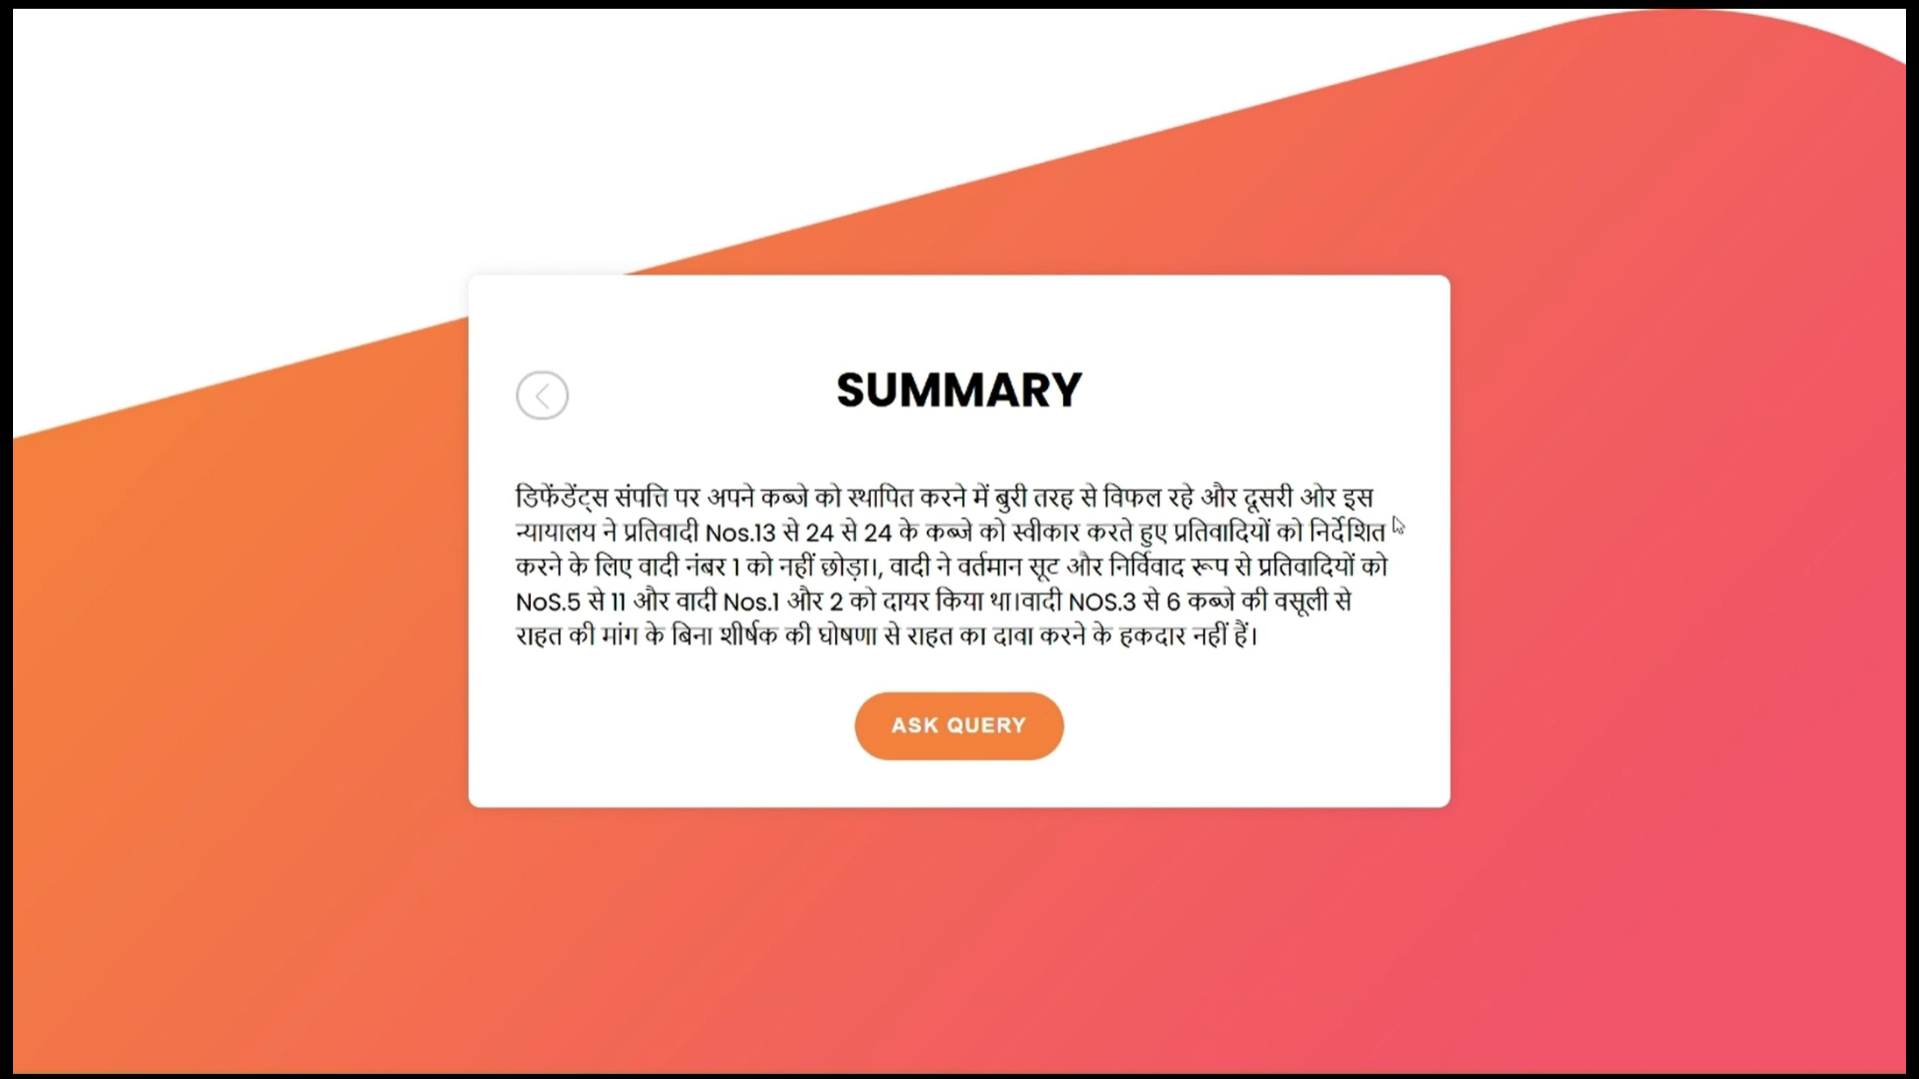 SUMMARY
डिफेंडेंट्स संपत्ति पर अपने कब्जे को स्थापित करने में बुरी तरह से विफल रहे और दूसरी ओर इस
न्यायालय ने प्रतिवादी Nos.13 से 24 से 24 के कब्जे को स्वीकार करते हुए प्रतिवादियों को निर्देशित
करने के लिए वादी नंबर 1 को नहीं छोड़ा।, वादी ने वर्तमान सूट और निर्विवाद रूप से प्रतिवादियों को
NoS.5 से 11 और वादी Nos.1 और 2 को दायर किया था।वादी NOS.3 से 6 कब्जे की वसूली से
राहत की मांग के बिना शीर्षक की घोषणा से राहत का दावा करने के हकदार नहीं हैं।
ASK QUERY